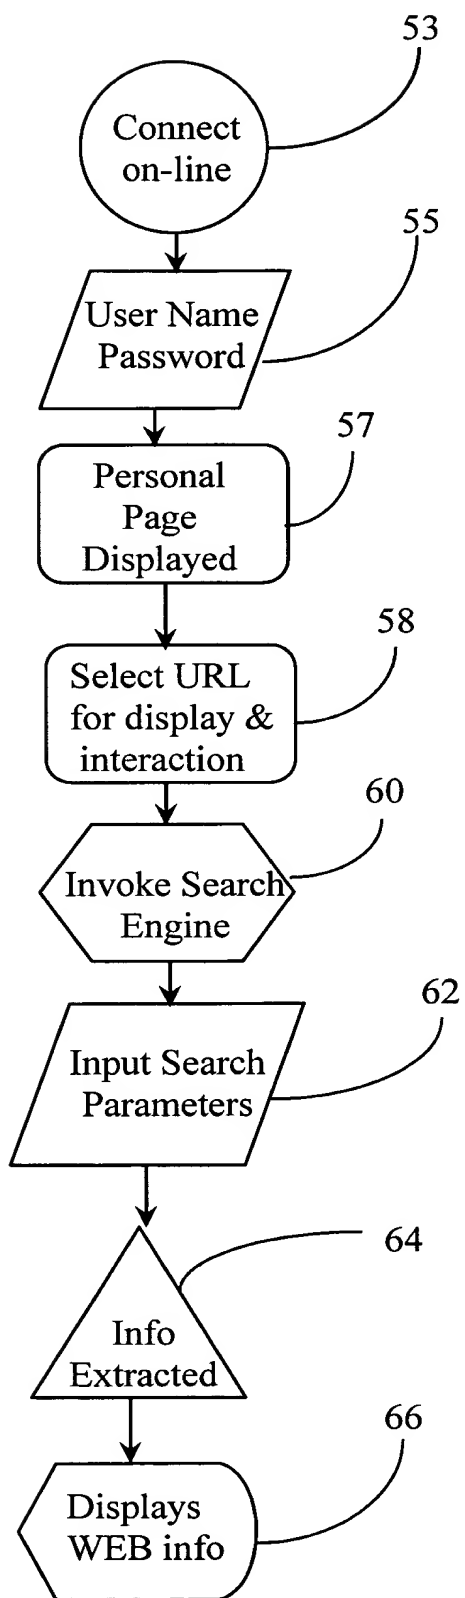 53
Connect
on-line
55
User Name
Password
57
Personal
Page
Displayed
58
Select URL
for display &
interaction
60
Invoke Search
Engine
62
Input Search
Parameters
64
Info
Extracted
66
Displays
WEB info